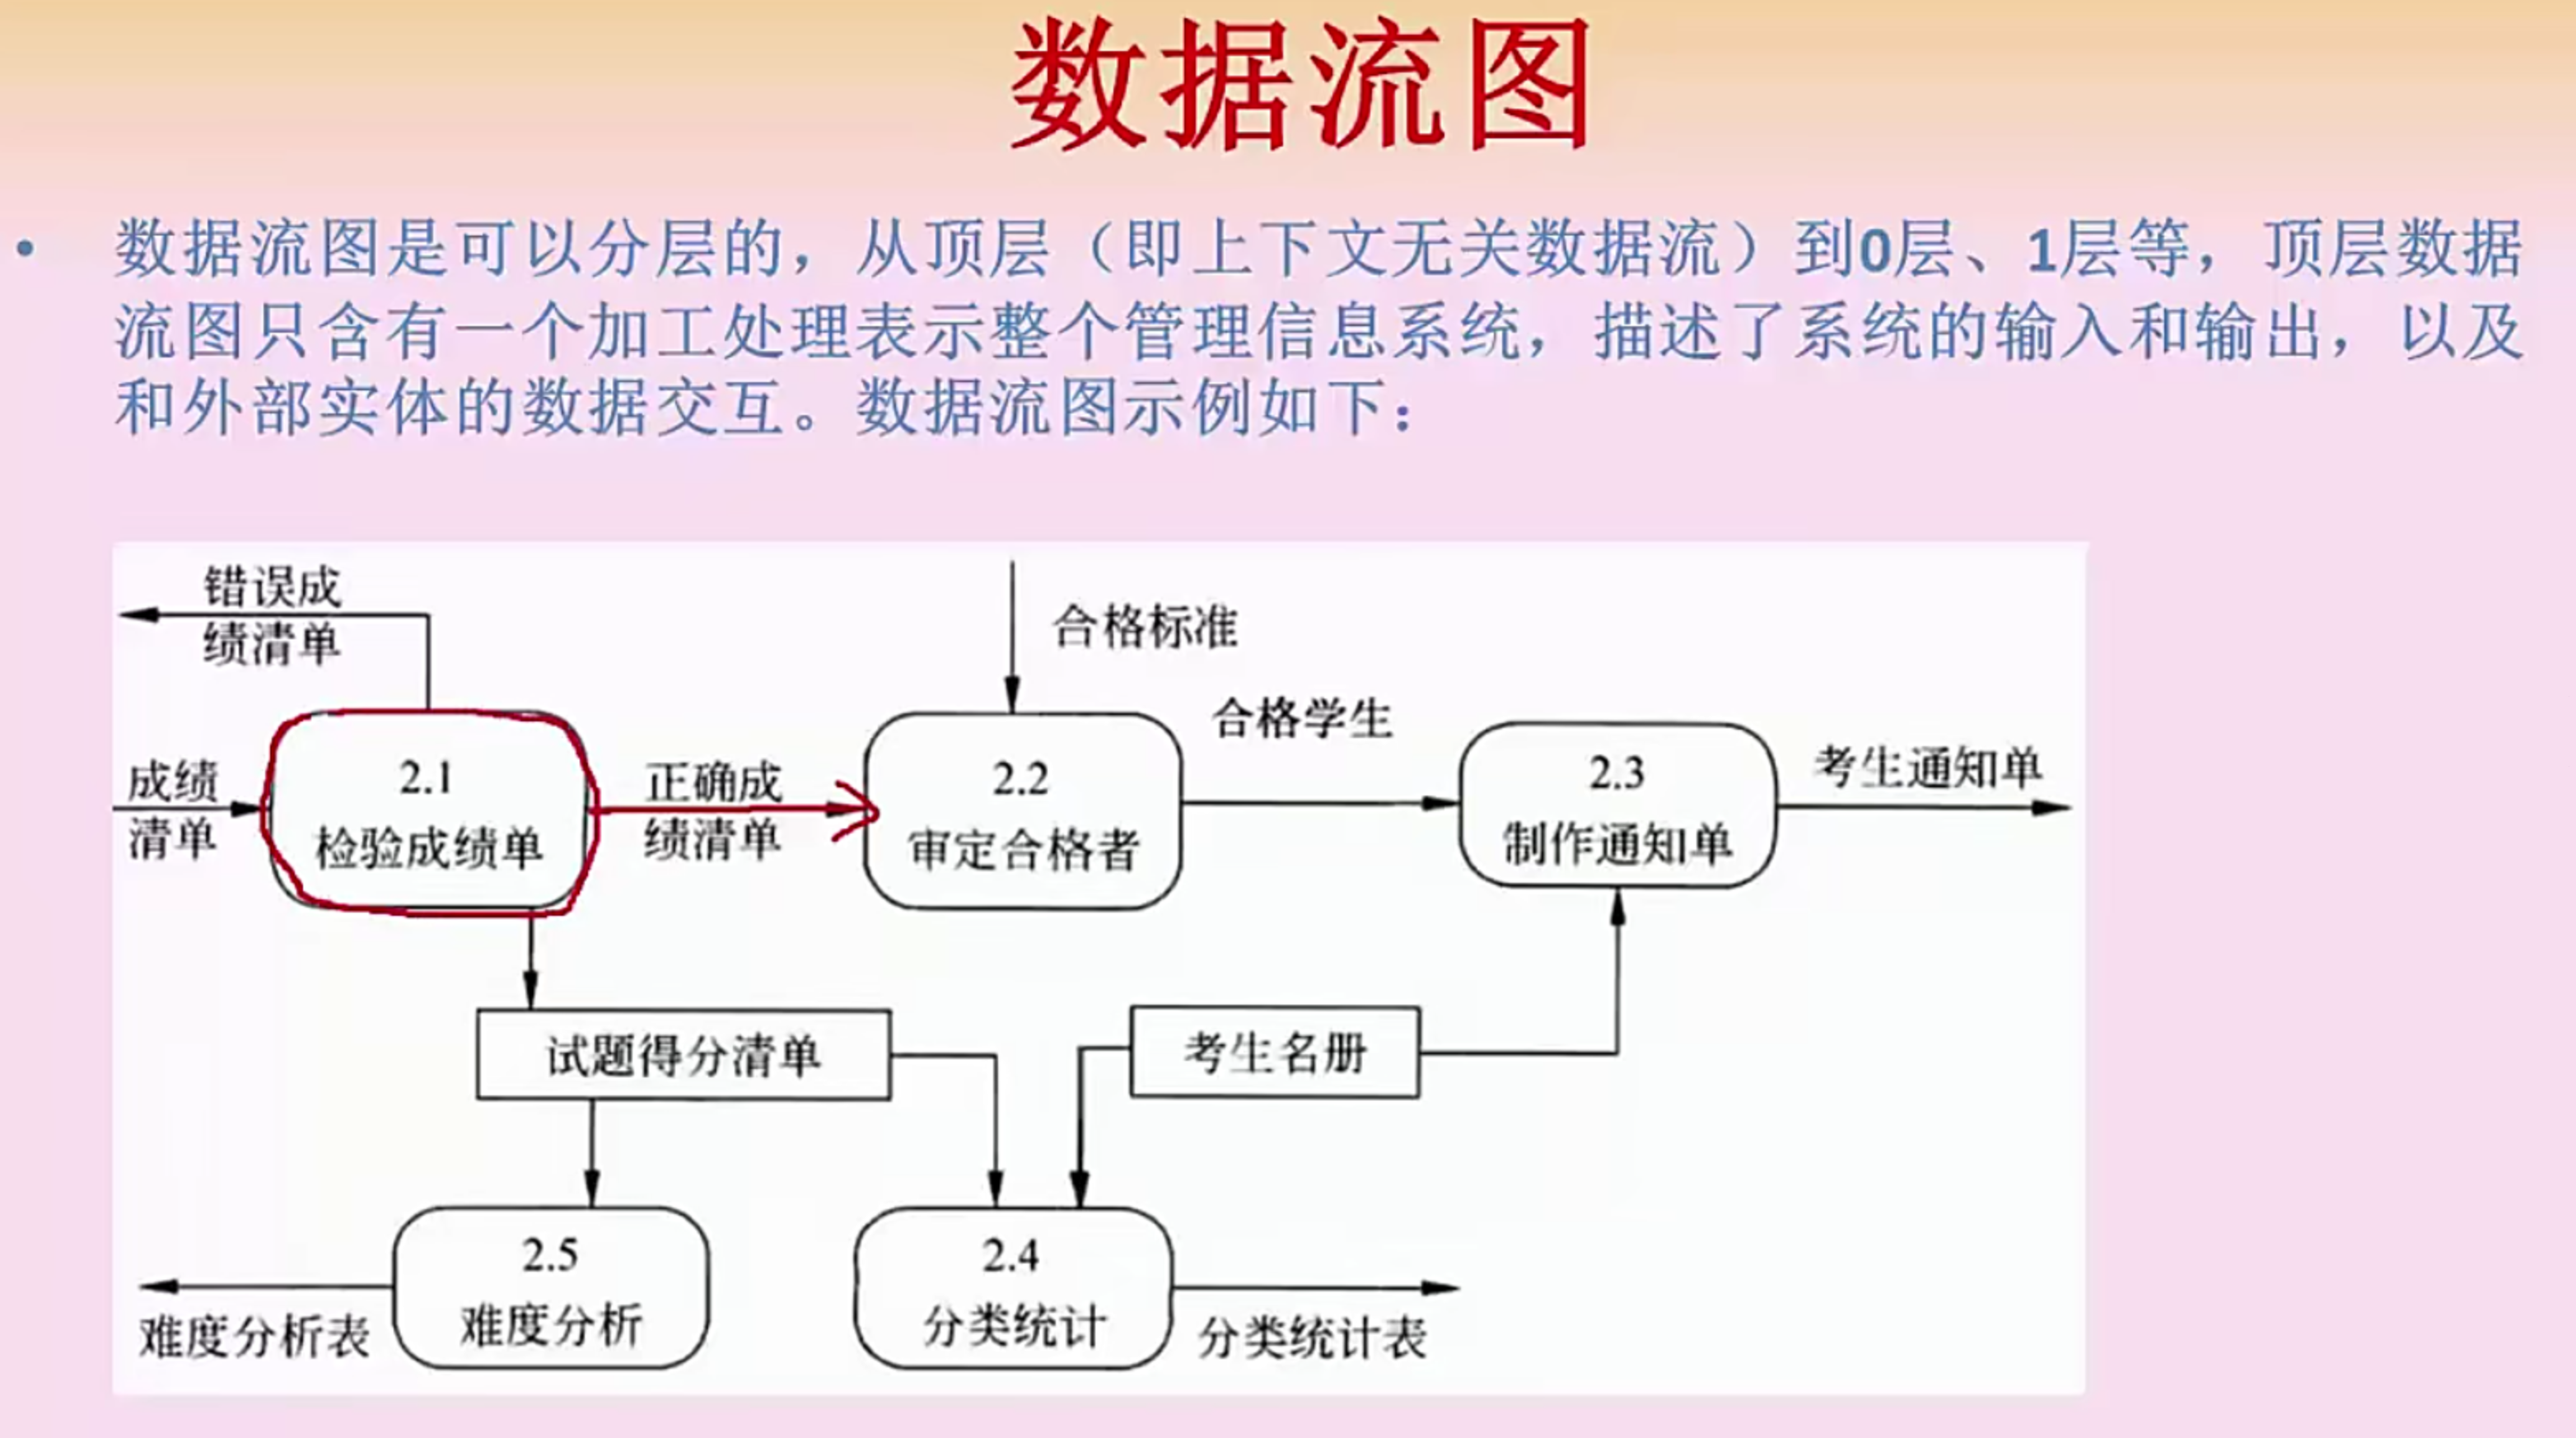 数据流图
• 数据流图是可以分层的，从顶层（即上下文无关数据流）到0层、1层等，顶层数据
流图只含有一个加工处理表示整个管理信息系统，描述了系统的输入和输出，以及
和外部实体的数据交互。数据流图示例如下：
错误成
绩清单
合格标准
合格学生
成绩
清单
2.1
检验成绩单
正确成
绩清单
2.2
审定合格者
2.3
制作通知单
考生通知单
试题得分清单
考生名册
2.5
难度分析
难度分析表
2.4
分类统计
分类统计表